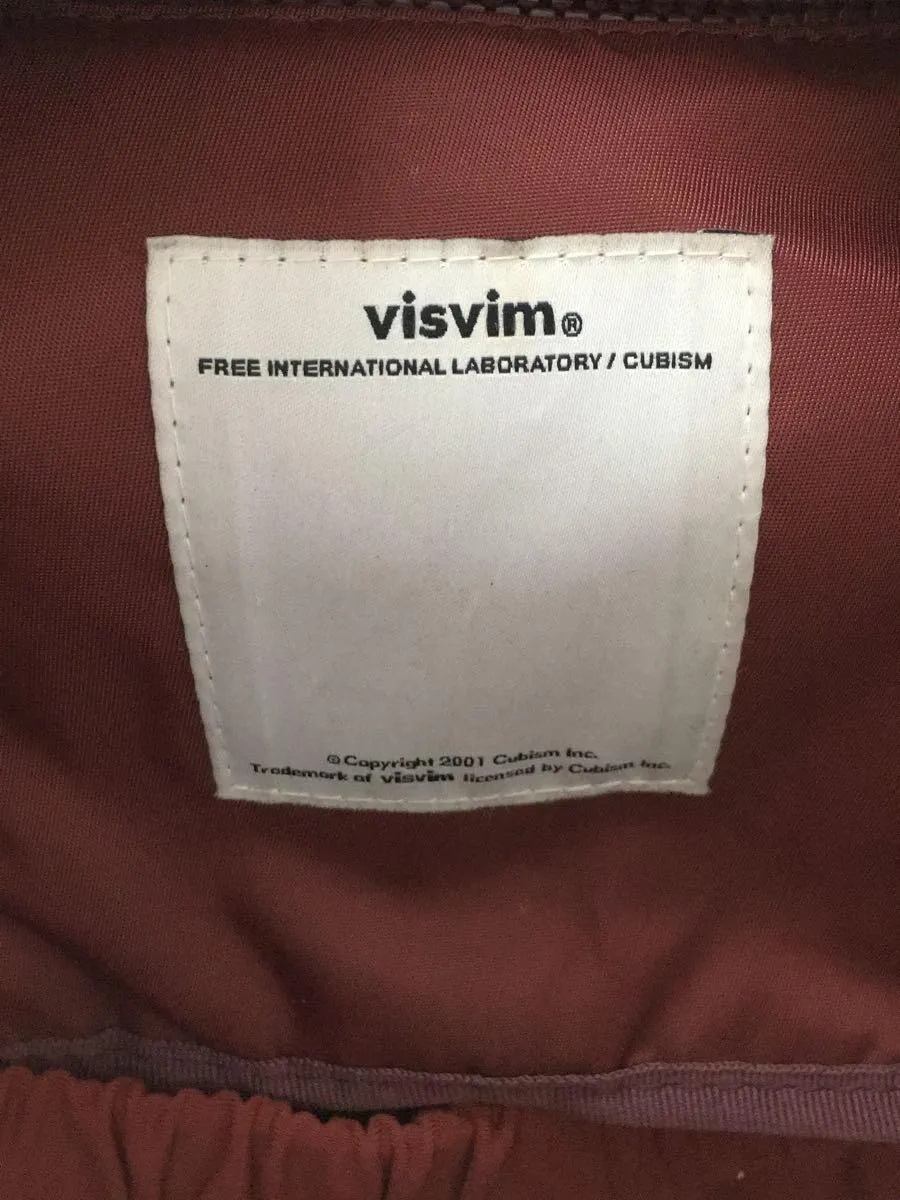 visvim®
FREE INTERNATIONAL LABORATORY / CUBISM
©Copyright 2001 Cubism Inc.
Trademark of visvim licensed by Cubism Inc.